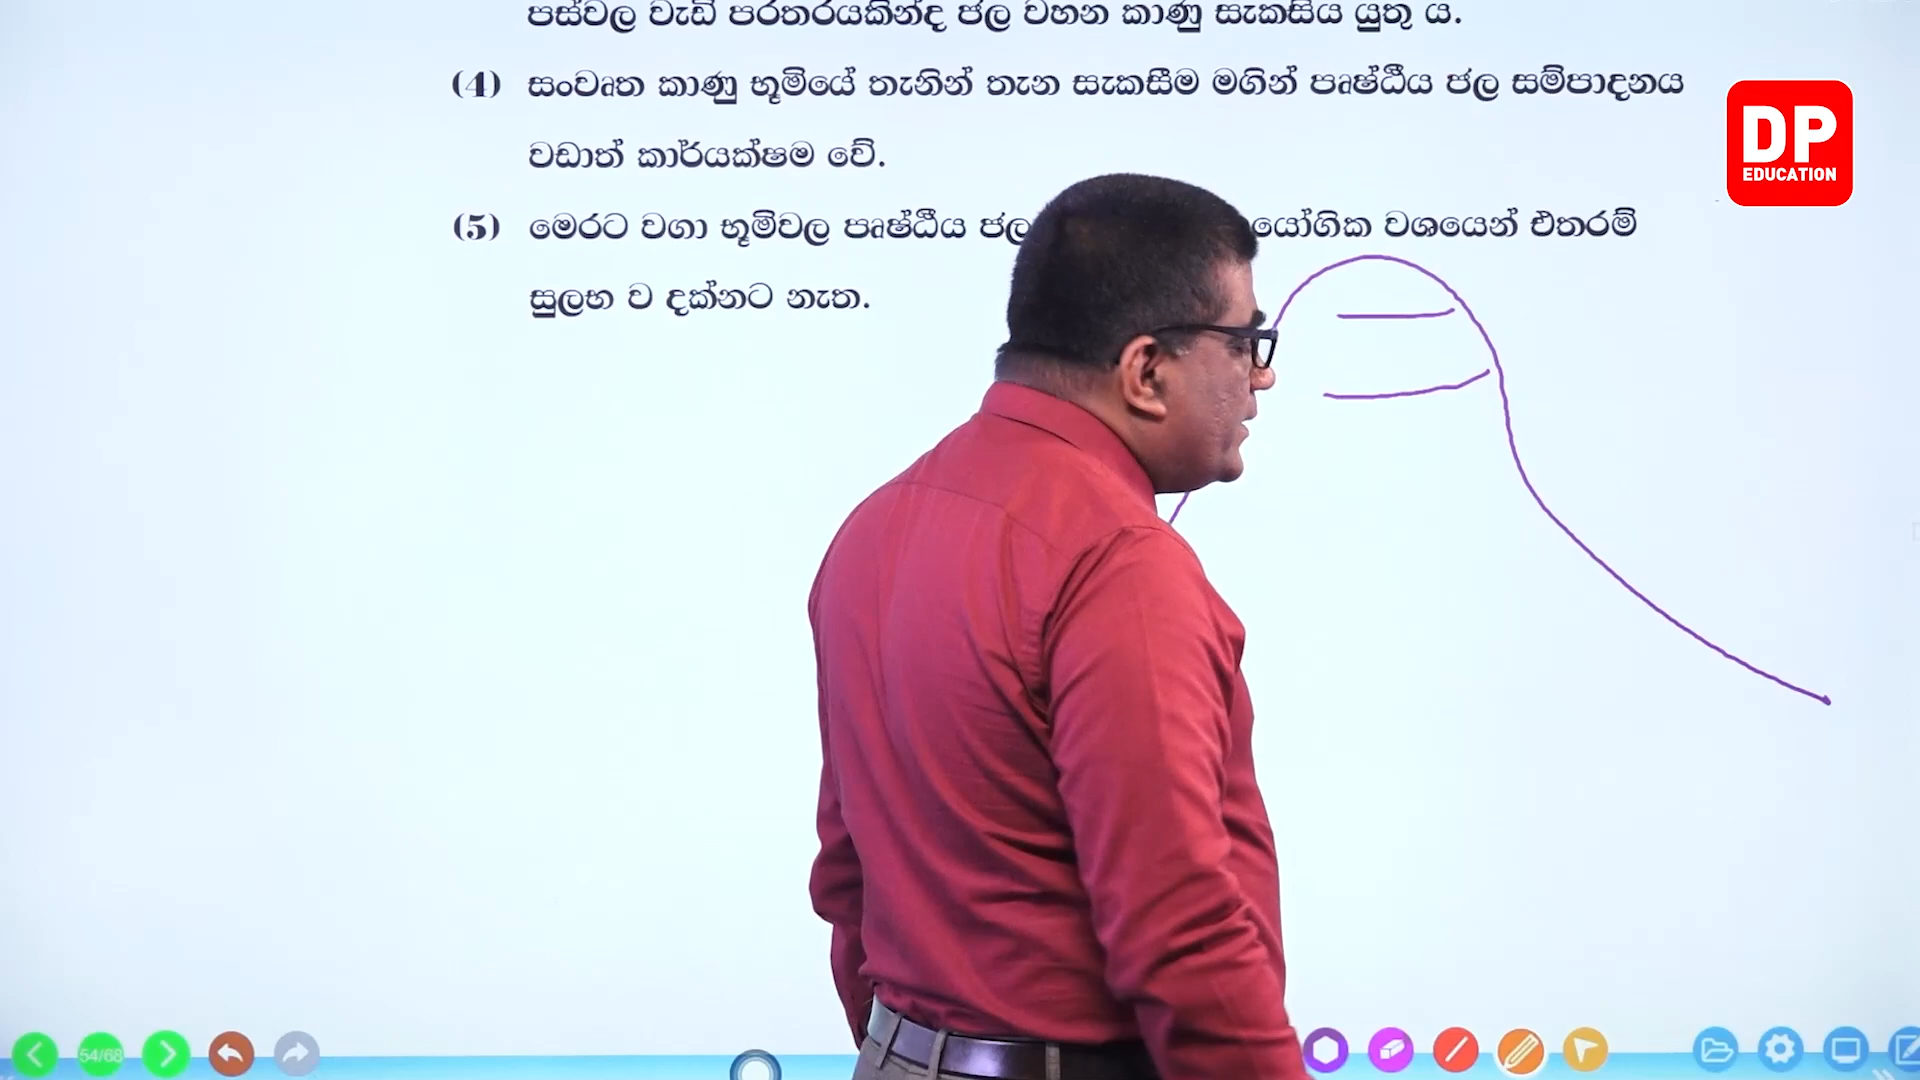 පස්වල වැඩි පරතරයකින්ද ජල වහන කාණු සැකසිය යුතු ය.
(4) සංවෘත කාණු භූමියේ තැනින් තැන සැකසීම මගින් පෘෂ්ඨීය ජල සම්පාදනය
වඩාත් කාර්යක්ෂම වේ.
(5) මෙරට වගා භූමිවල පෘෂ්ඨීය ජල යෝගික වශයෙන් එතරම්
සුලභ ව දක්නට නැත.
DP
EDUCATION
54/68